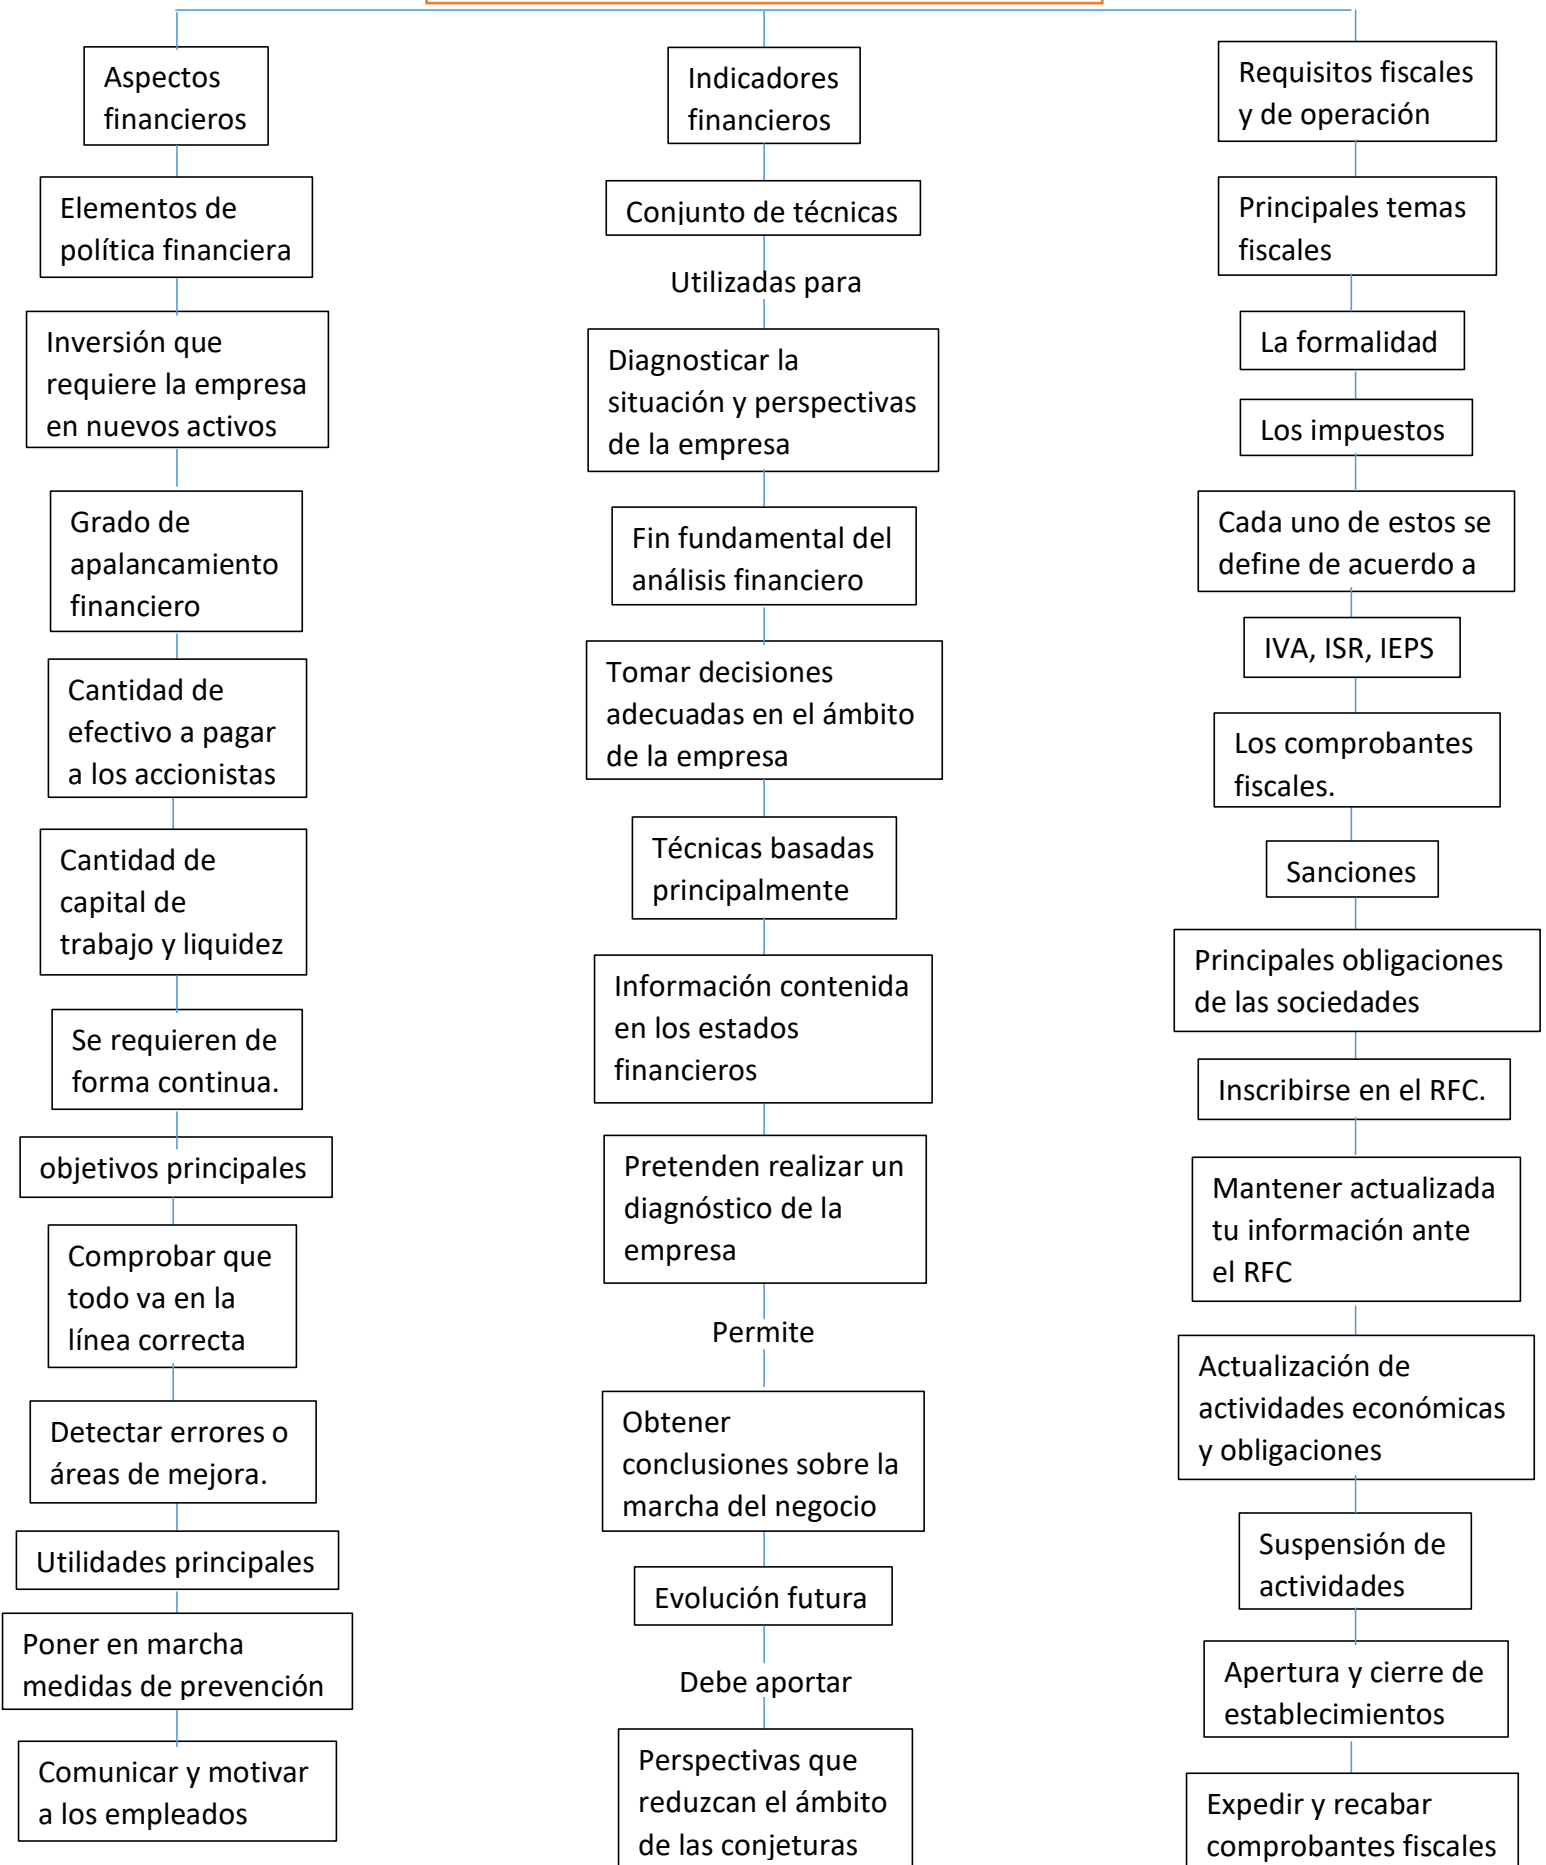 Aspectos
financieros
Elementos de
política financiera
Inversión que
requiere la empresa
en nuevos activos
Grado de
apalancamiento
financiero
Cantidad de
efectivo a pagar
a los accionistas
Cantidad de
capital de
trabajo y liquidez
Se requieren de
forma continua.
objetivos principales
Comprobar que
todo va en la
línea correcta
Detectar errores o
áreas de mejora.
Utilidades principales
Poner en marcha
medidas de prevención
Comunicar y motivar
a los empleados
Indicadores
financieros
Conjunto de técnicas
Utilizadas para
Diagnosticar la
situación y perspectivas
de la empresa
Fin fundamental del
análisis financiero
Tomar decisiones
adecuadas en el ámbito
de la empresa
Técnicas basadas
principalmente
Información contenida
en los estados
financieros
Pretenden realizar un
diagnóstico de la
empresa
Permite
Obtener
conclusiones sobre la
marcha del negocio
Evolución futura
Debe aportar
Perspectivas que
reduzcan el ámbito
de las conjeturas
Requisitos fiscales
y de operación
Principales temas
fiscales
La formalidad
Los impuestos
Cada uno de estos se
define de acuerdo a
IVA, ISR, IEPS
Los comprobantes
fiscales.
Sanciones
Principales obligaciones
de las sociedades
Inscribirse en el RFC.
Mantener actualizada
tu información ante
el RFC
Actualización de
actividades económicas
y obligaciones
Suspensión de
actividades
Apertura y cierre de
establecimientos
Expedir y recabar
comprobantes fiscales